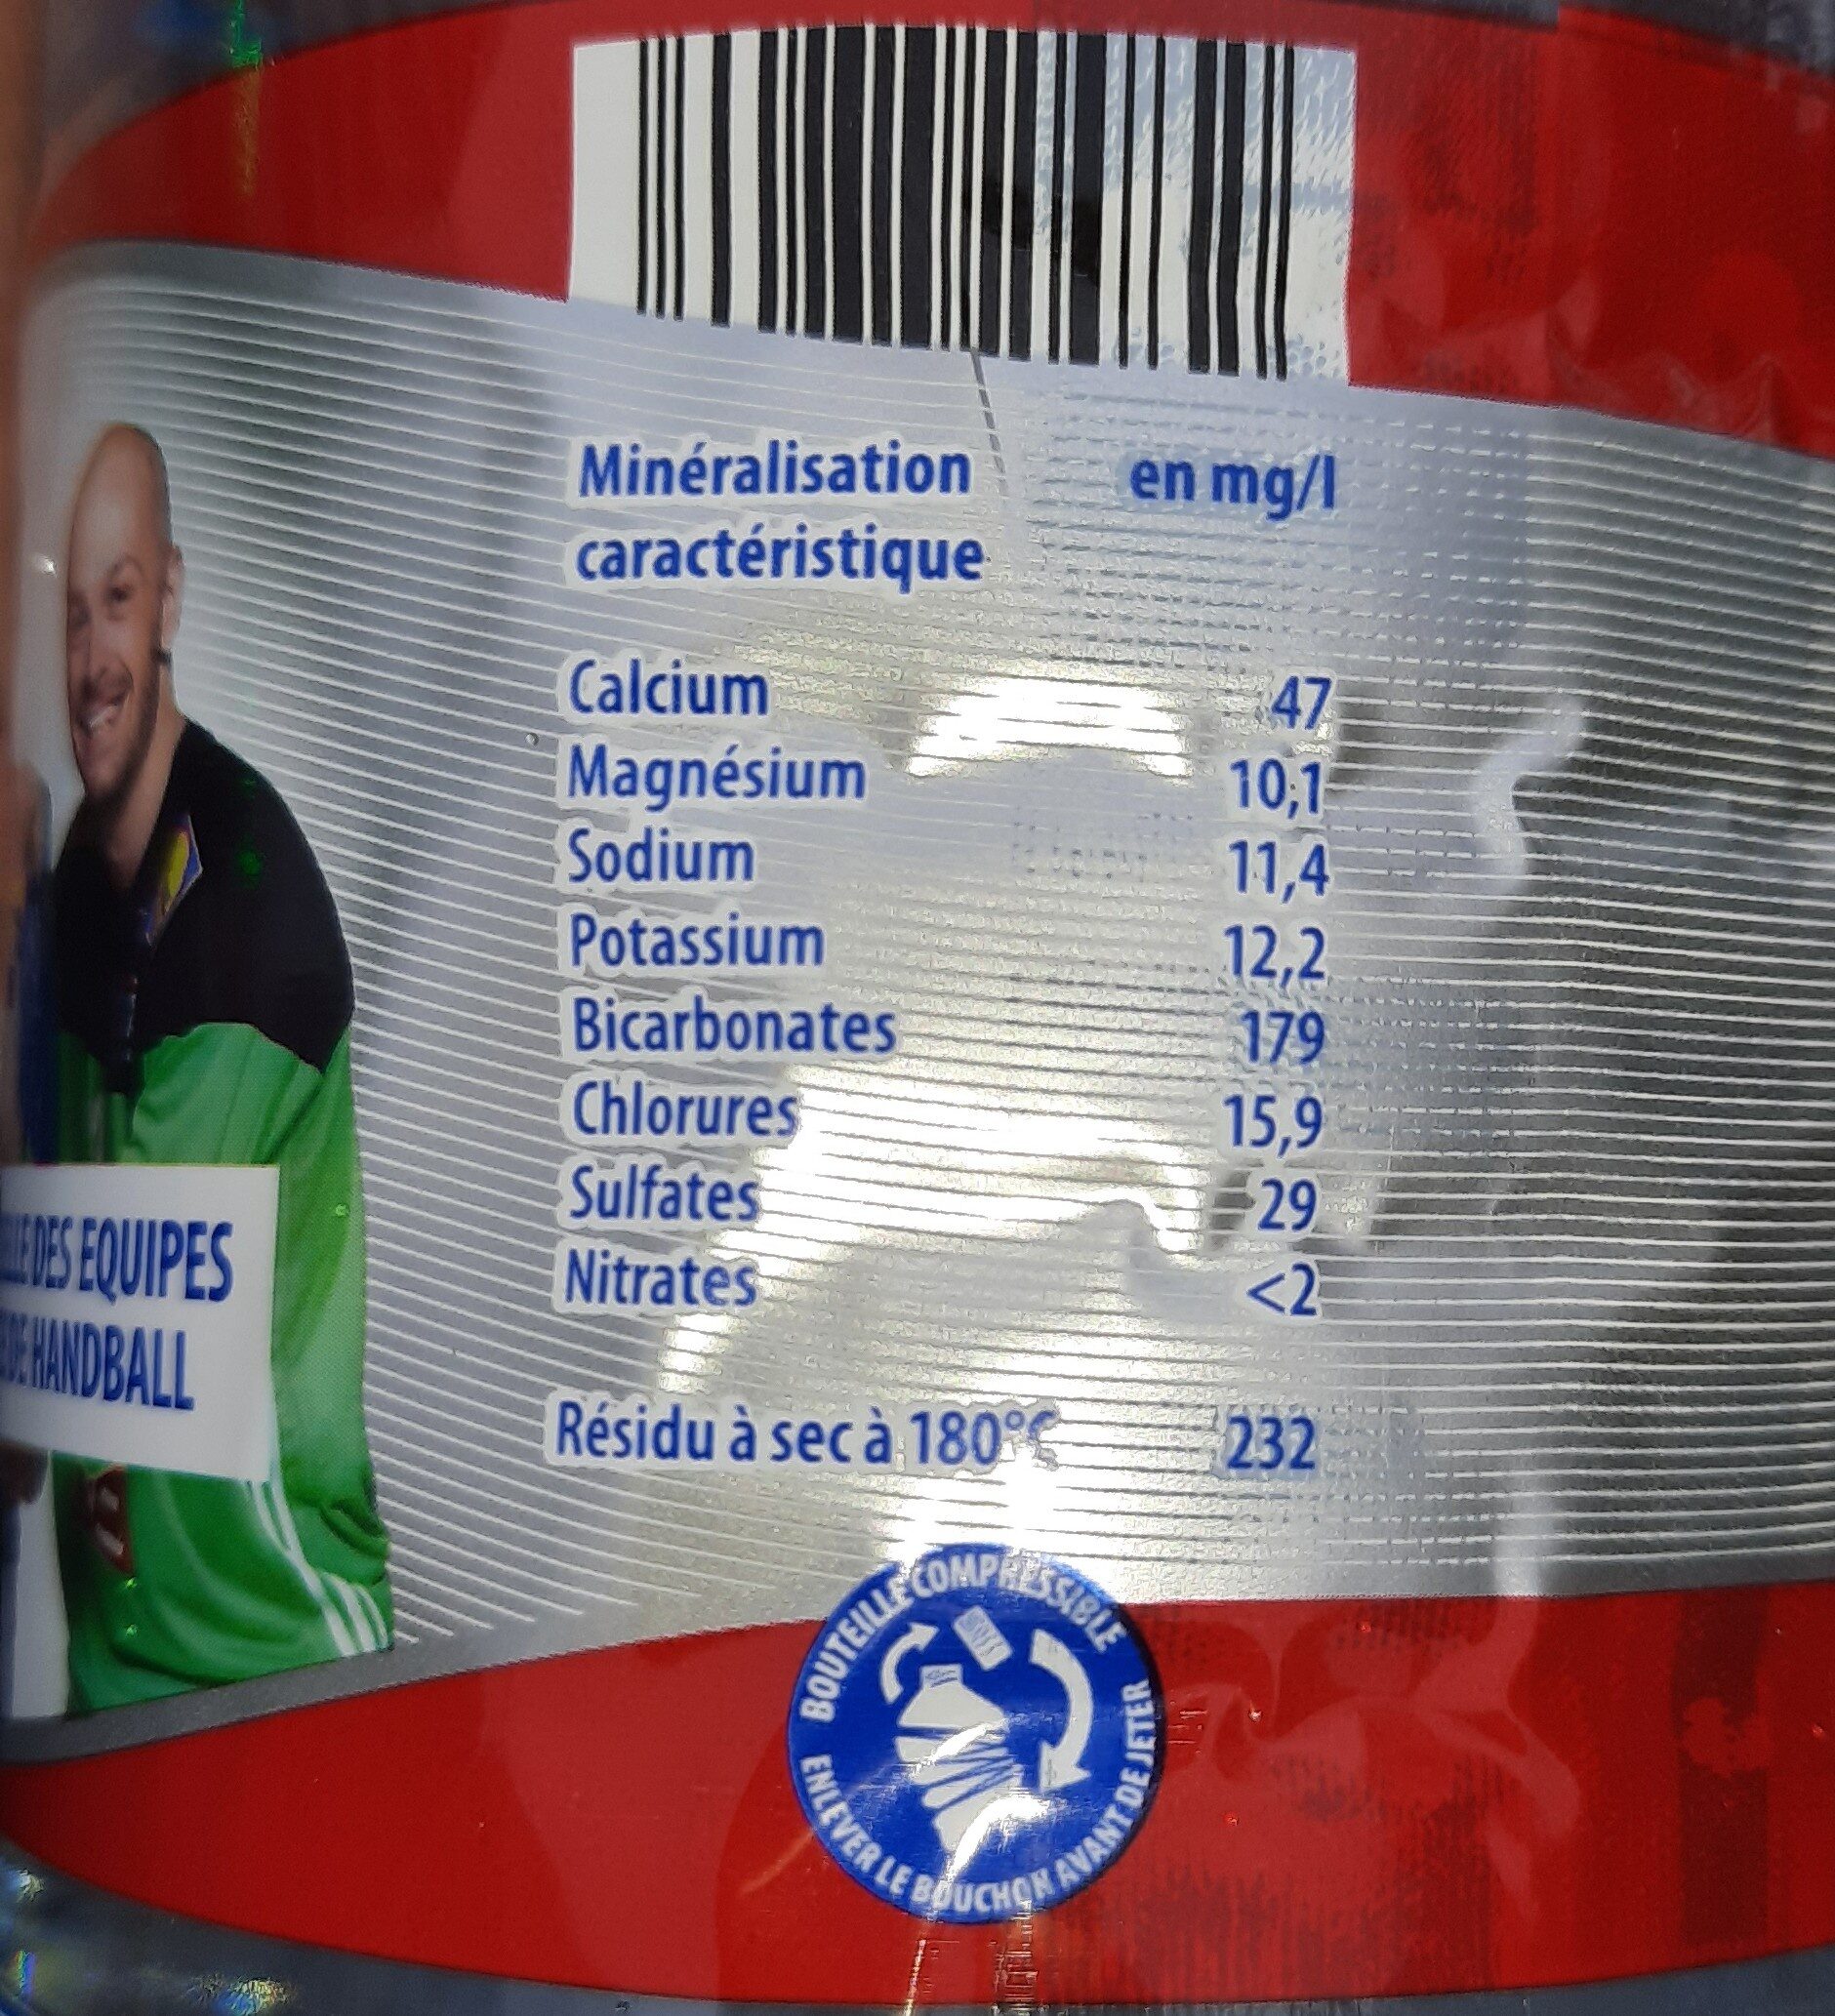 Minéralisation en mg/l
caractéristique
Calcium 47
Magnésium 10,1
Sodium 11,4
Potassium 12,2
Bicarbonates 179
Chlorures 15,9
Sulfates 29
Nitrates <2
Résidu à sec à 180°C 232
DES EQUIPES
DE HANDBALL
BOUTEILLE COMPRESSIBLE
ENLEVER LE BOUCHON AVANT DE JETER